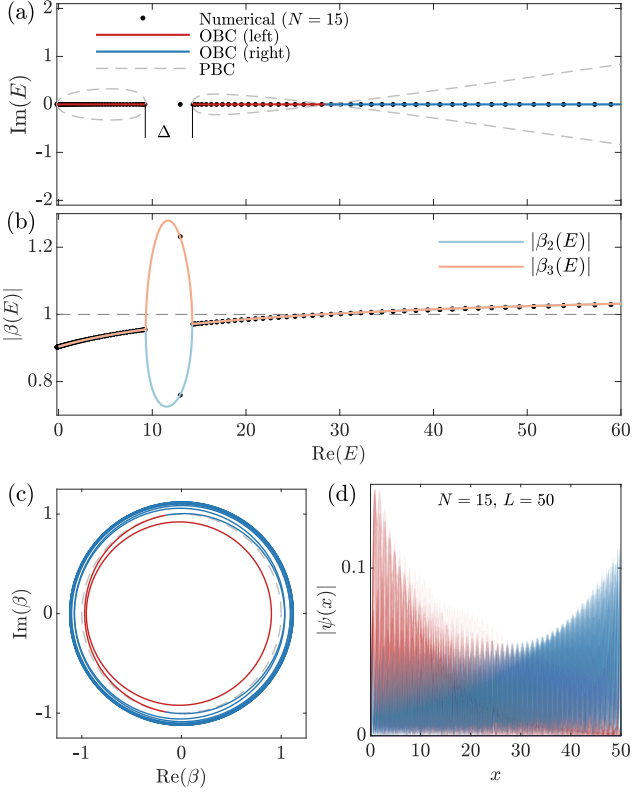 (a)
Numerical (N = 15)
OBC (left)
OBC (right)
PBC
2
1
0
-1
-2
Im(E)
Δ
(b)
|β₂(E)|
|β₃(E)|
1.2
1
0.8
|β(E)|
0 10 20 30 40 50 60
Re(E)
(c)
1
0
-1
Im(β)
-1 0 1
Re(β)
(d)
N = 15, L = 50
0.1
0
|ψ(x)|
0 10 20 30 40 50
x